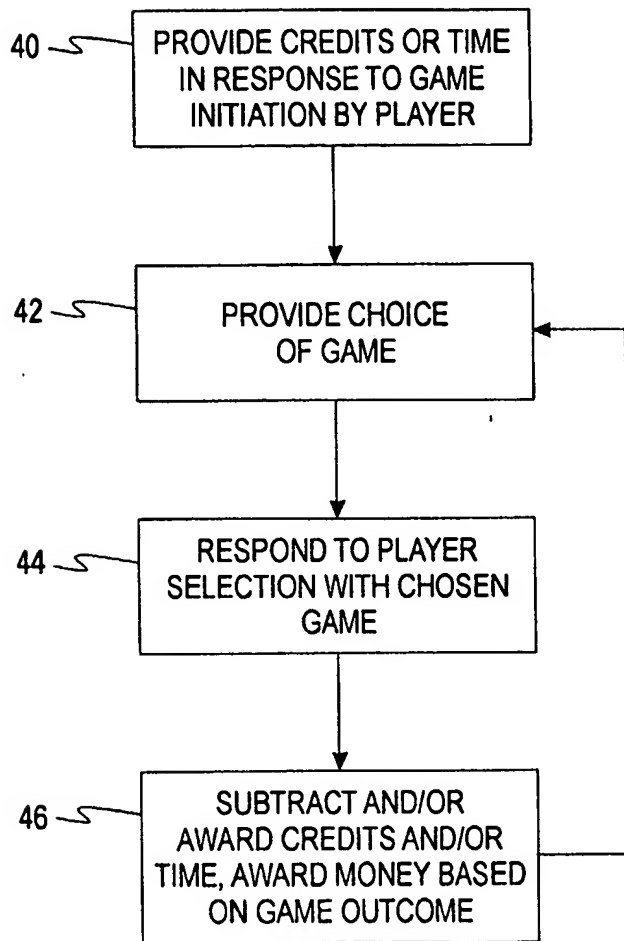 40
PROVIDE CREDITS OR TIME
IN RESPONSE TO GAME
INITIATION BY PLAYER
42
PROVIDE CHOICE
OF GAME
44
RESPOND TO PLAYER
SELECTION WITH CHOSEN
GAME
46
SUBTRACT AND/OR
AWARD CREDITS AND/OR
TIME, AWARD MONEY BASED
ON GAME OUTCOME